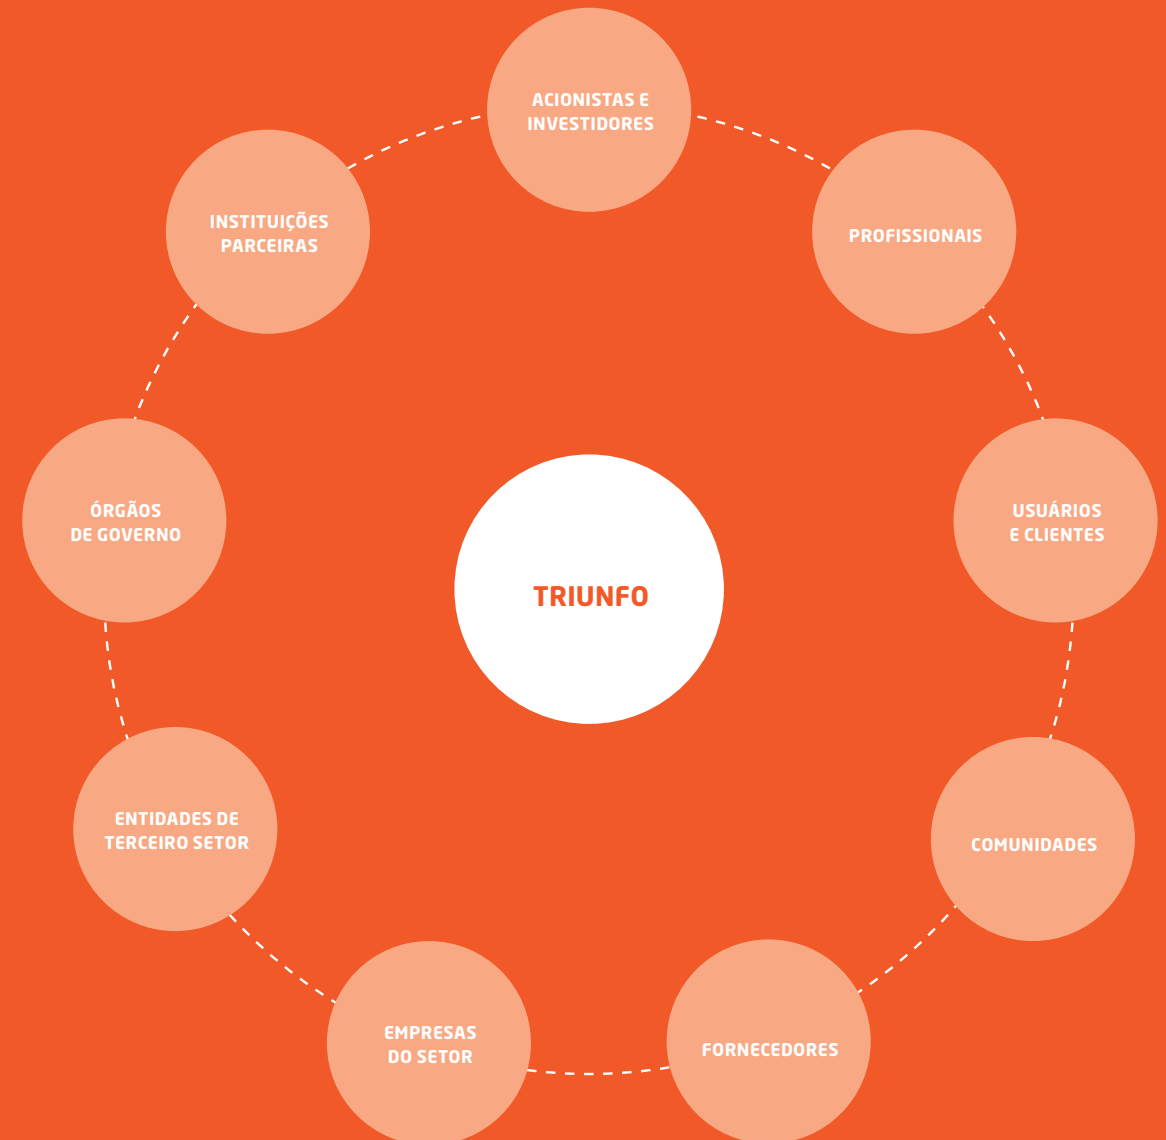 ACIONISTAS E
INVESTIDORES
INSTITUIÇÕES
PARCEIRAS
PROFISSIONAIS
ÓRGÃOS
DE GOVERNO
USUÁRIOS
E CLIENTES
TRIUNFO
ENTIDADES DE
TERCEIRO SETOR
COMUNIDADES
EMPRESAS
DO SETOR
FORNECEDORES